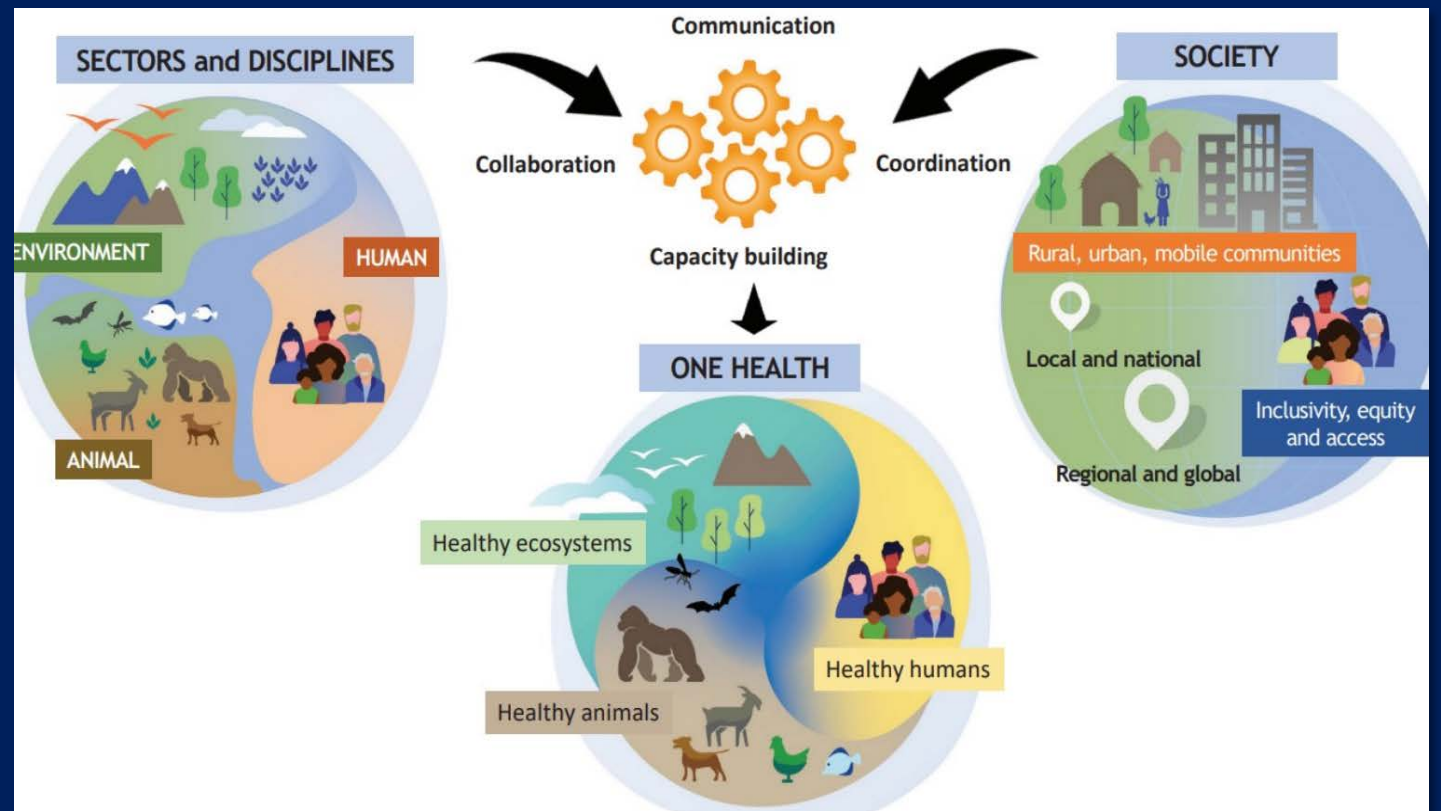 SECTORS and DISCIPLINES
ENVIRONMENT
HUMAN
ANIMAL
Communication
Collaboration
Coordination
Capacity building
SOCIETY
Rural, urban, mobile communities
Local and national
Inclusivity, equity
and access
Regional and global
ONE HEALTH
Healthy ecosystems
Healthy humans
Healthy animals